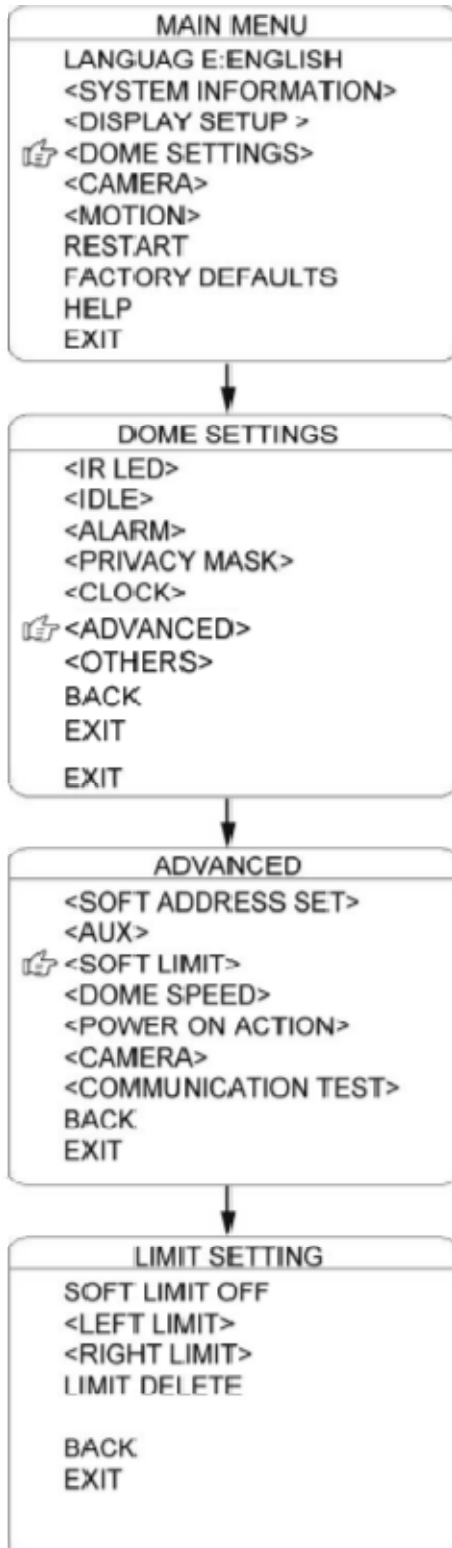 MAIN MENU
LANGUAG E:ENGLISH
<SYSTEM INFORMATION>
<DISPLAY SETUP >
<DOME SETTINGS>
<CAMERA>
<MOTION>
RESTART
FACTORY DEFAULTS
HELP
EXIT
DOME SETTINGS
<IR LED>
<IDLE>
<ALARM>
<PRIVACY MASK>
<CLOCK>
<ADVANCED>
<OTHERS>
BACK
EXIT
EXIT
ADVANCED
<SOFT ADDRESS SET>
<AUX>
<SOFT LIMIT>
<DOME SPEED>
<POWER ON ACTION>
<CAMERA>
<COMMUNICATION TEST>
BACK
EXIT
LIMIT SETTING
SOFT LIMIT OFF
<LEFT LIMIT>
<RIGHT LIMIT>
LIMIT DELETE
BACK
EXIT